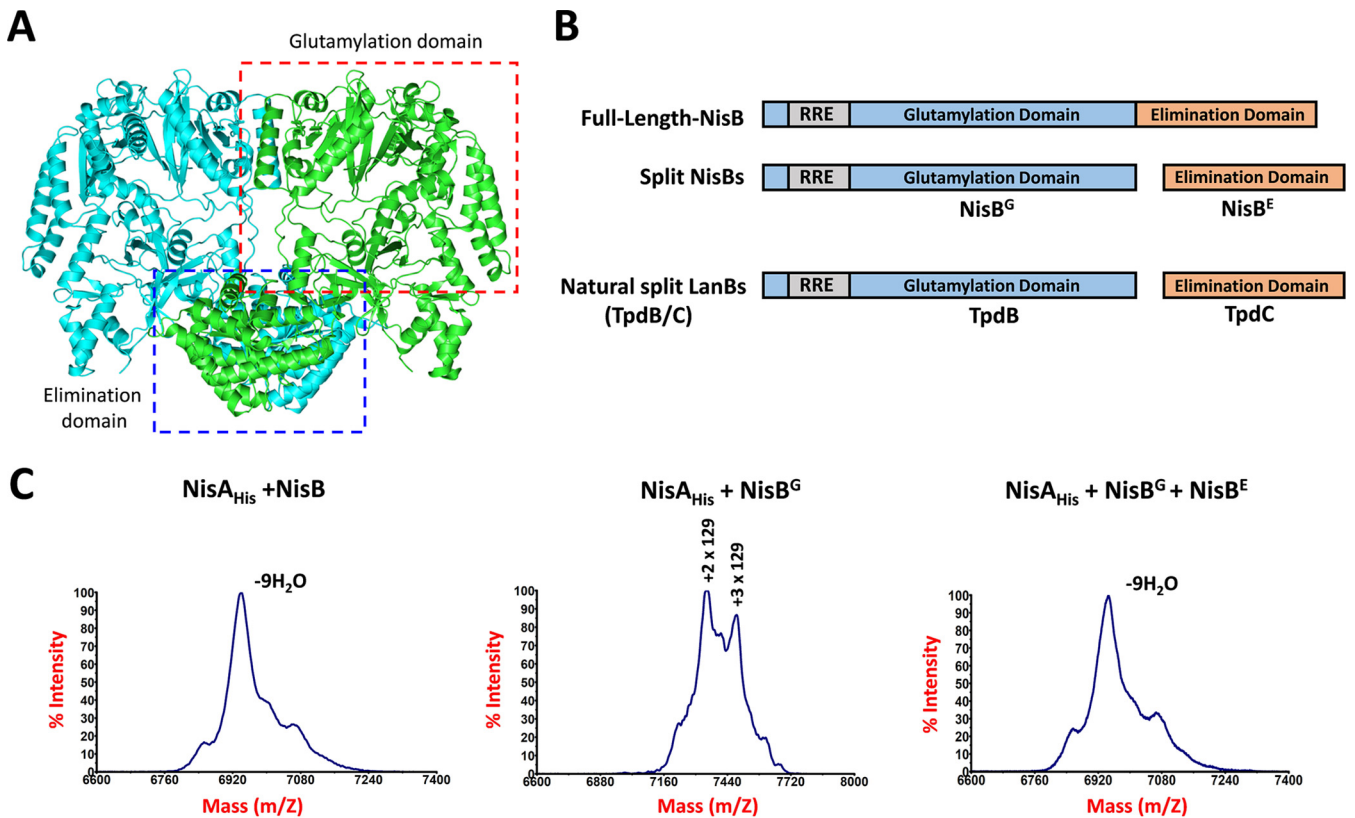 A
Glutamylation domain
Elimination
domain
B
Full-Length-NisB
RRE
Glutamylation Domain
Elimination Domain
Split NisBs
RRE
Glutamylation Domain
Elimination Domain
NisBᴳ
NisBᴱ
Natural split LanBs
(TpdB/C)
RRE
Glutamylation Domain
Elimination Domain
TpdB
TpdC
C
NisA_His +NisB
-9H₂O
% Intensity
100
90
80
70
60
50
40
30
20
10
0
6600 6760 6920 7080 7240 7400
Mass (m/Z)
NisA_His + NisBᴳ
+2 x 129
+3 x 129
% Intensity
100
90
80
70
60
50
40
30
20
10
0
6600 6880 7160 7440 7720 8000
Mass (m/Z)
NisA_His + NisBᴳ + NisBᴱ
-9H₂O
% Intensity
100
90
80
70
60
50
40
30
20
10
0
6600 6760 6920 7080 7240 7400
Mass (m/Z)